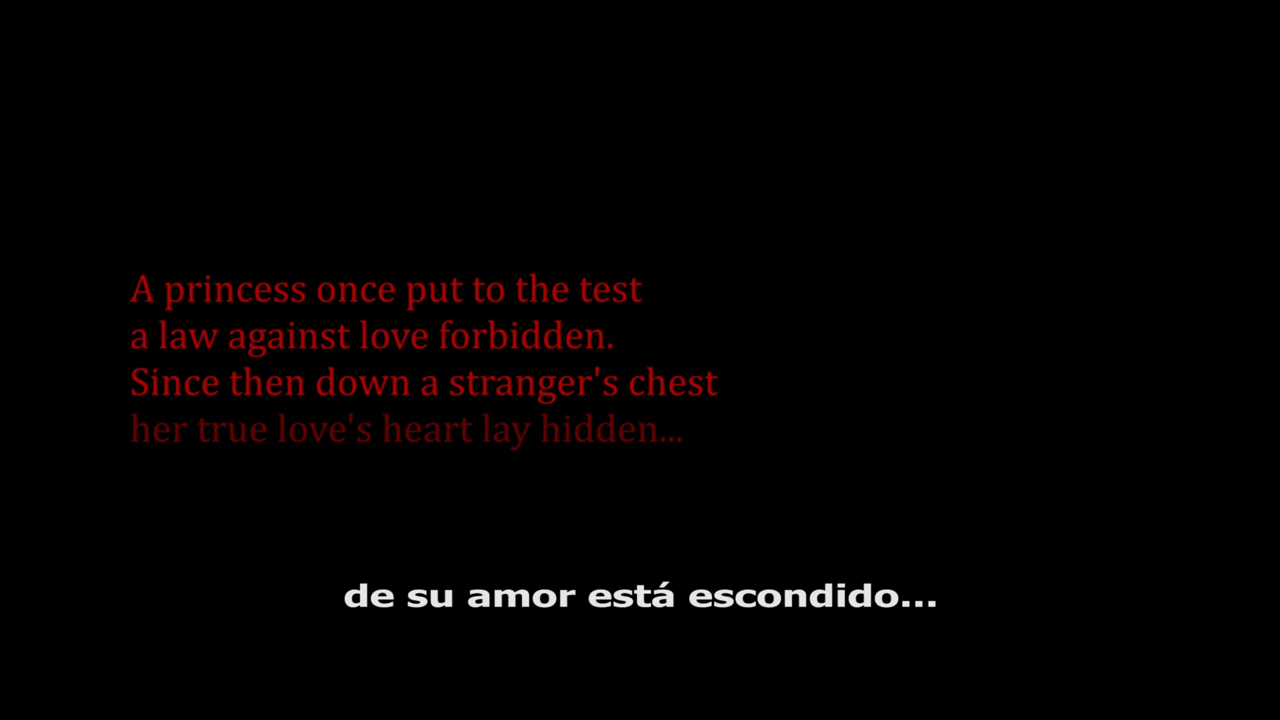 A princess once put to the test
a law against love forbidden.
Since then down a stranger's chest
her true love's heart lay hidden...
de su amor está escondido...